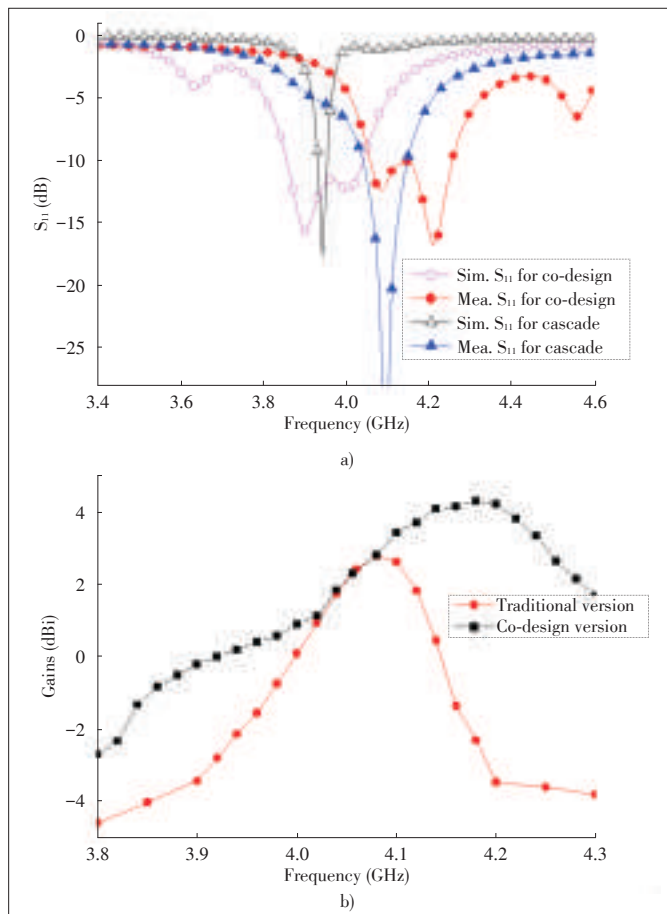 0
−5
−10
−15
−20
−25
S₁₁ (dB)
Sim. S₁₁ for co-design
Mea. S₁₁ for co-design
Sim. S₁₁ for cascade
Mea. S₁₁ for cascade
3.4 3.6 3.8 4.0 4.2 4.4 4.6
Frequency (GHz)
a)
4
2
0
−2
−4
Gains (dBi)
Traditional version
Co-design version
3.8 3.9 4.0 4.1 4.2 4.3
Frequency (GHz)
b)